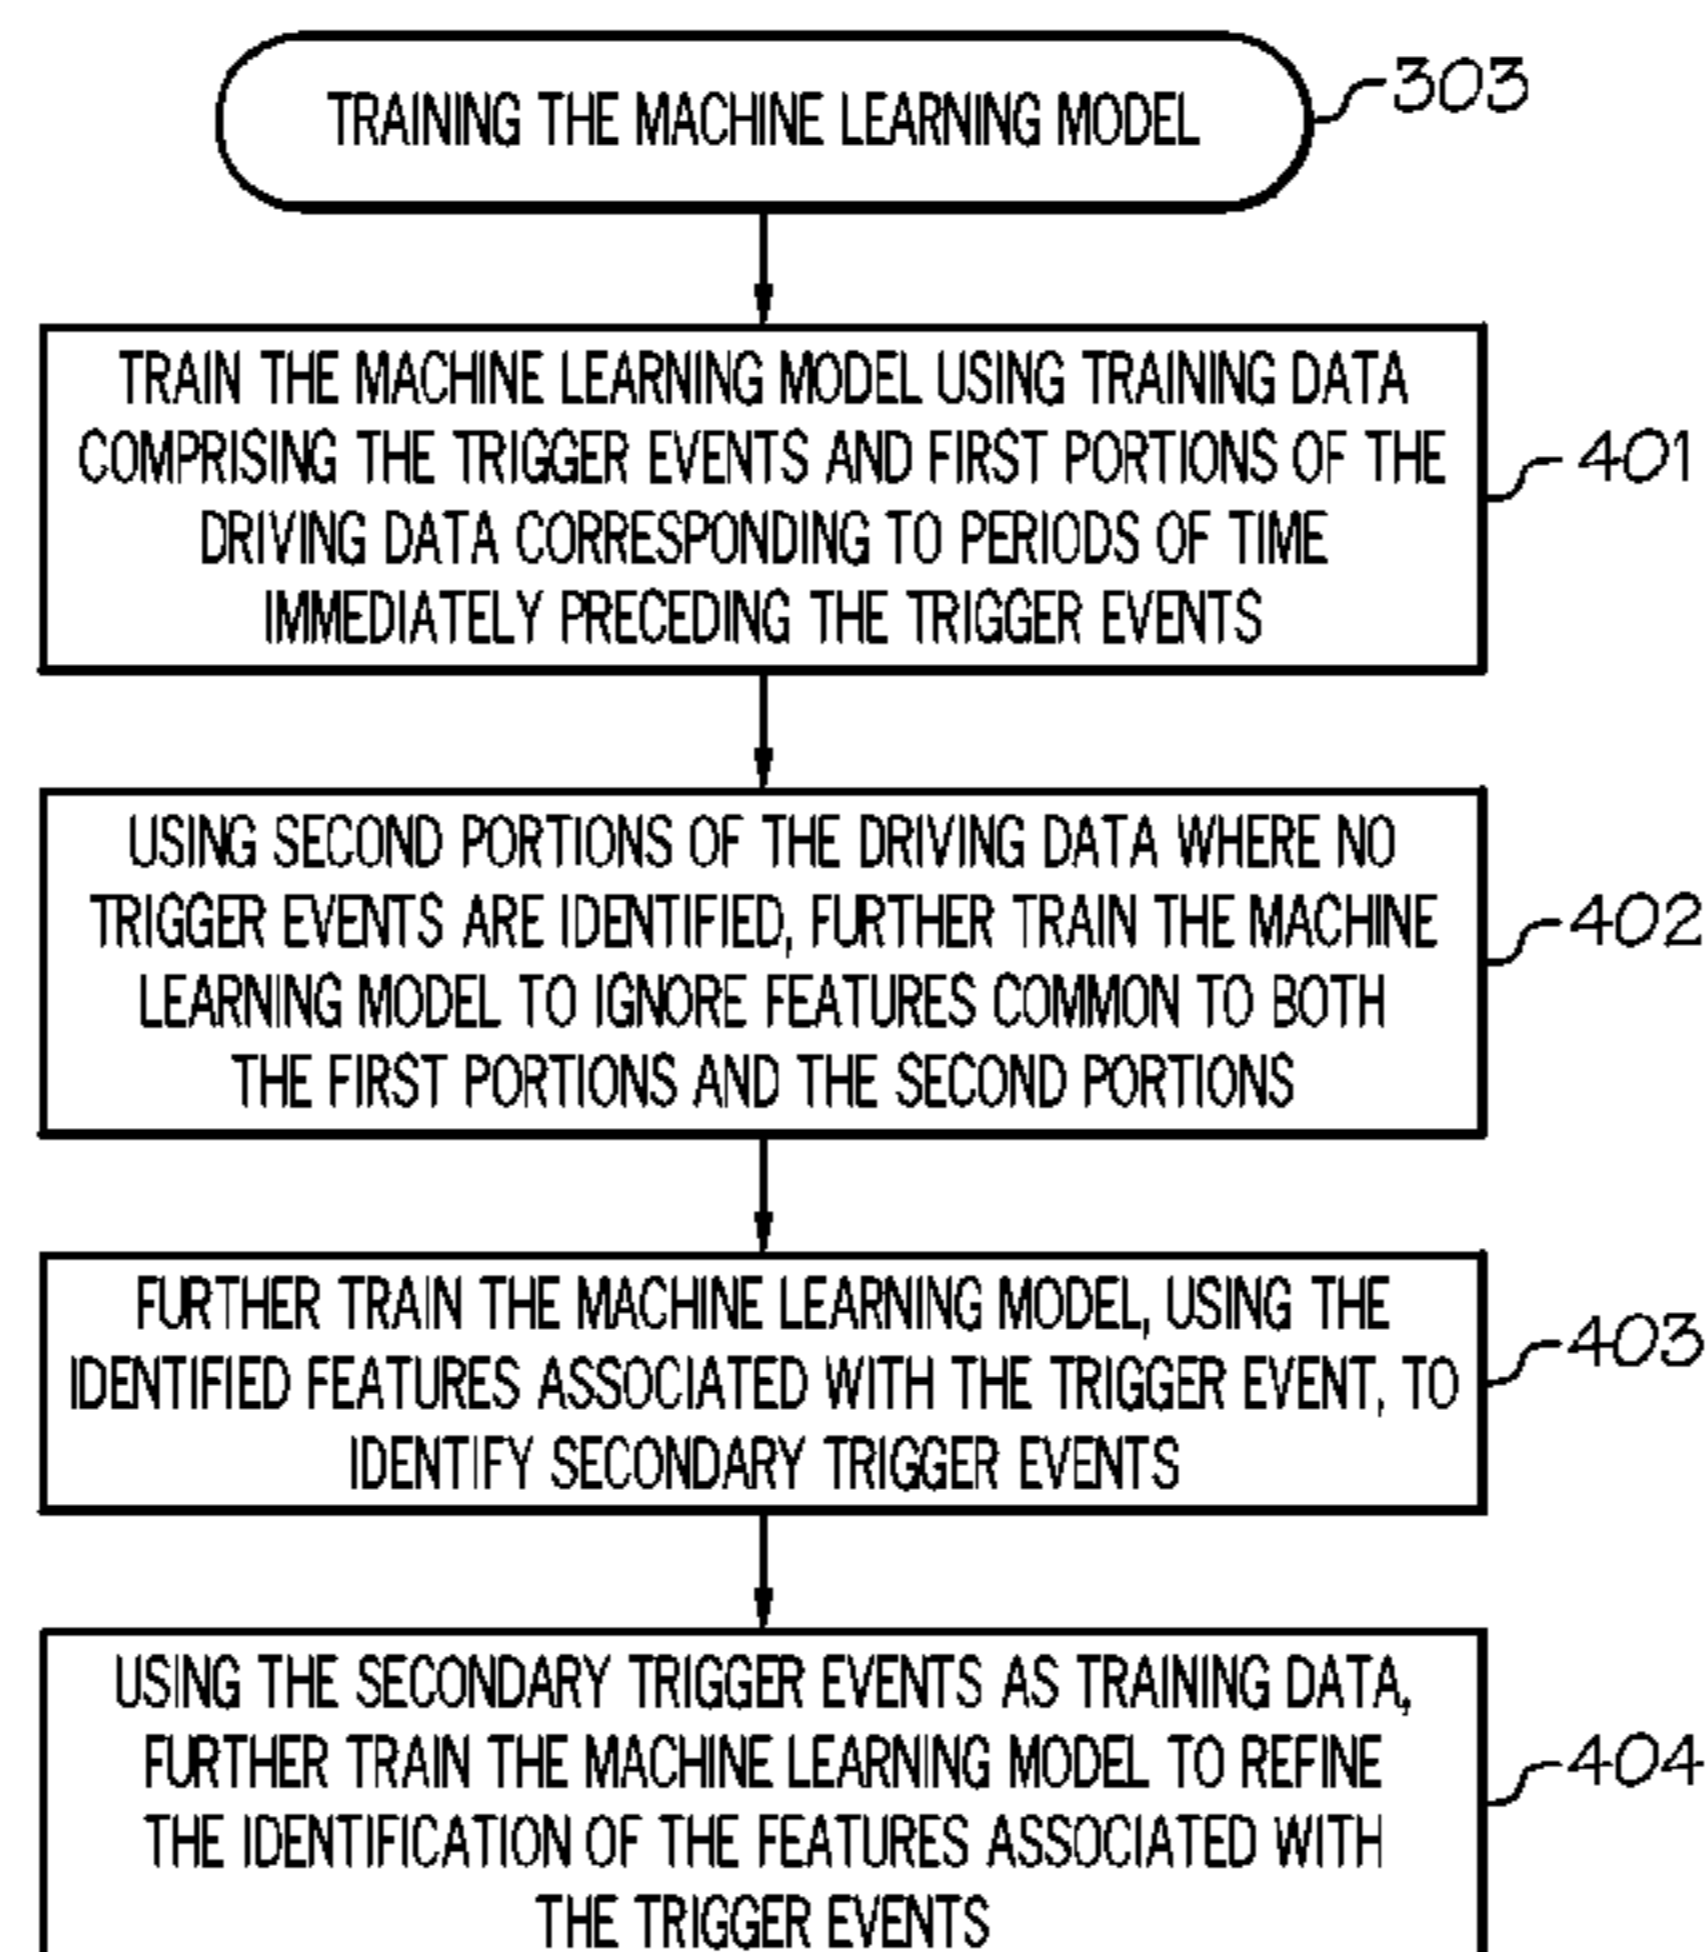 TRAINING THE MACHINE LEARNING MODEL
303
TRAIN THE MACHINE LEARNING MODEL USING TRAINING DATA
COMPRISING THE TRIGGER EVENTS AND FIRST PORTIONS OF THE
DRIVING DATA CORRESPONDING TO PERIODS OF TIME
IMMEDIATELY PRECEDING THE TRIGGER EVENTS
401
USING SECOND PORTIONS OF THE DRIVING DATA WHERE NO
TRIGGER EVENTS ARE IDENTIFIED, FURTHER TRAIN THE MACHINE
LEARNING MODEL TO IGNORE FEATURES COMMON TO BOTH
THE FIRST PORTIONS AND THE SECOND PORTIONS
402
FURTHER TRAIN THE MACHINE LEARNING MODEL, USING THE
IDENTIFIED FEATURES ASSOCIATED WITH THE TRIGGER EVENT, TO
IDENTIFY SECONDARY TRIGGER EVENTS
403
USING THE SECONDARY TRIGGER EVENTS AS TRAINING DATA,
FURTHER TRAIN THE MACHINE LEARNING MODEL TO REFINE
THE IDENTIFICATION OF THE FEATURES ASSOCIATED WITH
THE TRIGGER EVENTS
404